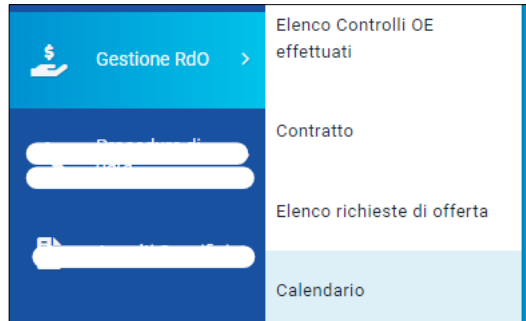 Gestione RdO
Elenco Controlli OE
effettuati
Contratto
Elenco richieste di offerta
Calendario